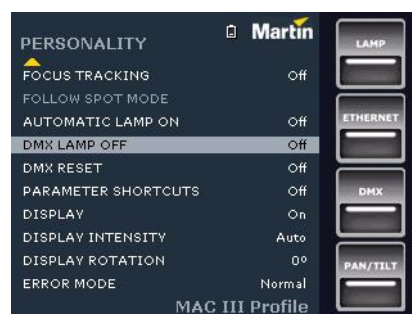 PERSONALITY
Martin
FOCUS TRACKING Off
FOLLOW SPOT MODE
AUTOMATIC LAMP ON Off
DMX LAMP OFF Off
DMX RESET Off
PARAMETER SHORTCUTS Off
DISPLAY On
DISPLAY INTENSITY Auto
DISPLAY ROTATION 0°
ERROR MODE Normal
MAC III Profile
LAMP
ETHERNET
DMX
PAN/TILT